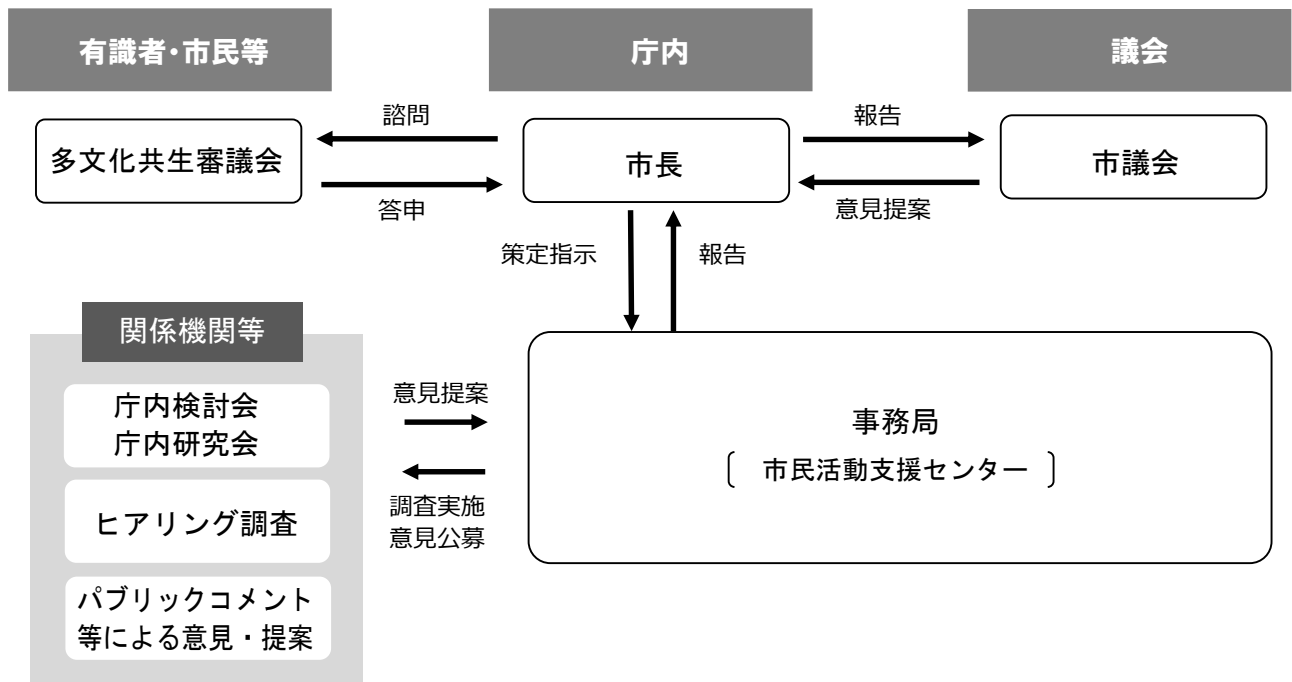 有識者・市民等
庁内
議会
諮問
報告
多文化共生審議会
市長
市議会
答申
意見提案
策定指示
報告
関係機関等
庁内検討会
庁内研究会
ヒアリング調査
パブリックコメント
等による意見・提案
意見提案
調査実施
意見公募
事務局
〔 市民活動支援センター 〕